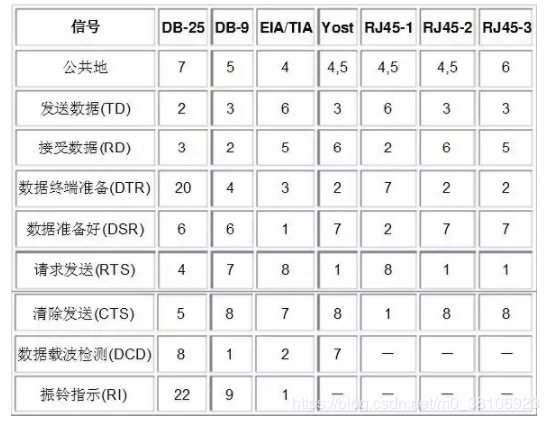 信号 DB-25 DB-9 EIA/TIA Yost RJ45-1 RJ45-2 RJ45-3
公共地 7 5 4 4,5 4,5 4,5 6
发送数据(TD) 2 3 6 3 6 3 3
接受数据(RD) 3 2 5 6 2 6 5
数据终端准备(DTR) 20 4 3 2 7 2 2
数据准备好(DSR) 6 6 1 7 2 7 7
请求发送(RTS) 4 7 8 1 8 1 1
清除发送(CTS) 5 8 7 8 1 8 8
数据载波检测(DCD) 8 1 2 7 — — —
振铃指示(RI) 22 9 1 — — — —